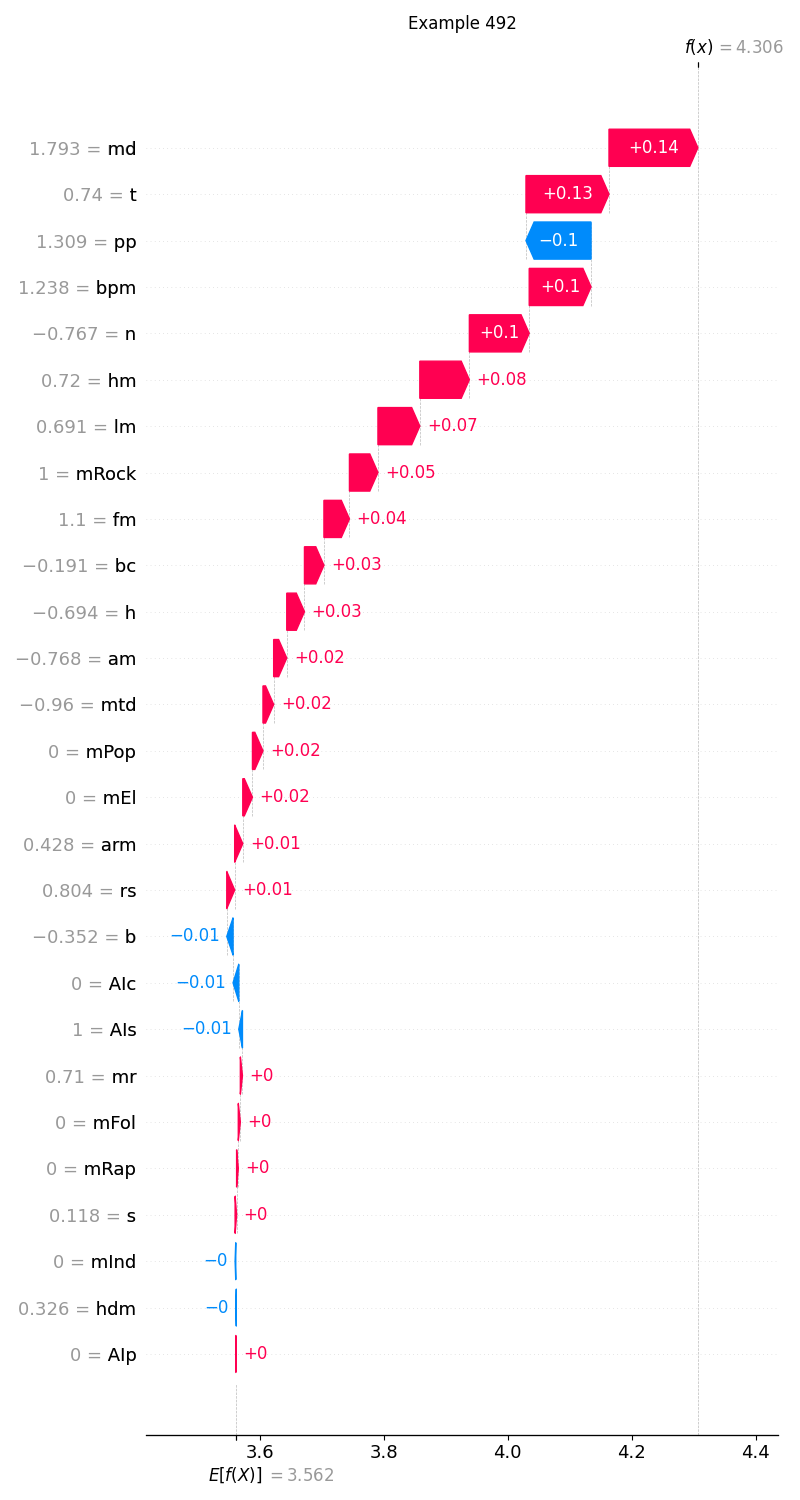 Example 492
f(x) = 4.306
1.793 = md +0.14
0.74 = t +0.13
1.309 = pp −0.1
1.238 = bpm +0.1
−0.767 = n +0.1
0.72 = hm +0.08
0.691 = lm +0.07
1 = mRock +0.05
1.1 = fm +0.04
−0.191 = bc +0.03
−0.694 = h +0.03
−0.768 = am +0.02
−0.96 = mtd +0.02
0 = mPop +0.02
0 = mEl +0.02
0.428 = arm +0.01
0.804 = rs +0.01
−0.352 = b −0.01
0 = AIc −0.01
1 = AIs −0.01
0.71 = mr +0
0 = mFol +0
0 = mRap +0
0.118 = s +0
0 = mInd −0
0.326 = hdm −0
0 = AIp +0
3.6 3.8 4.0 4.2 4.4
E[f(X)] = 3.562